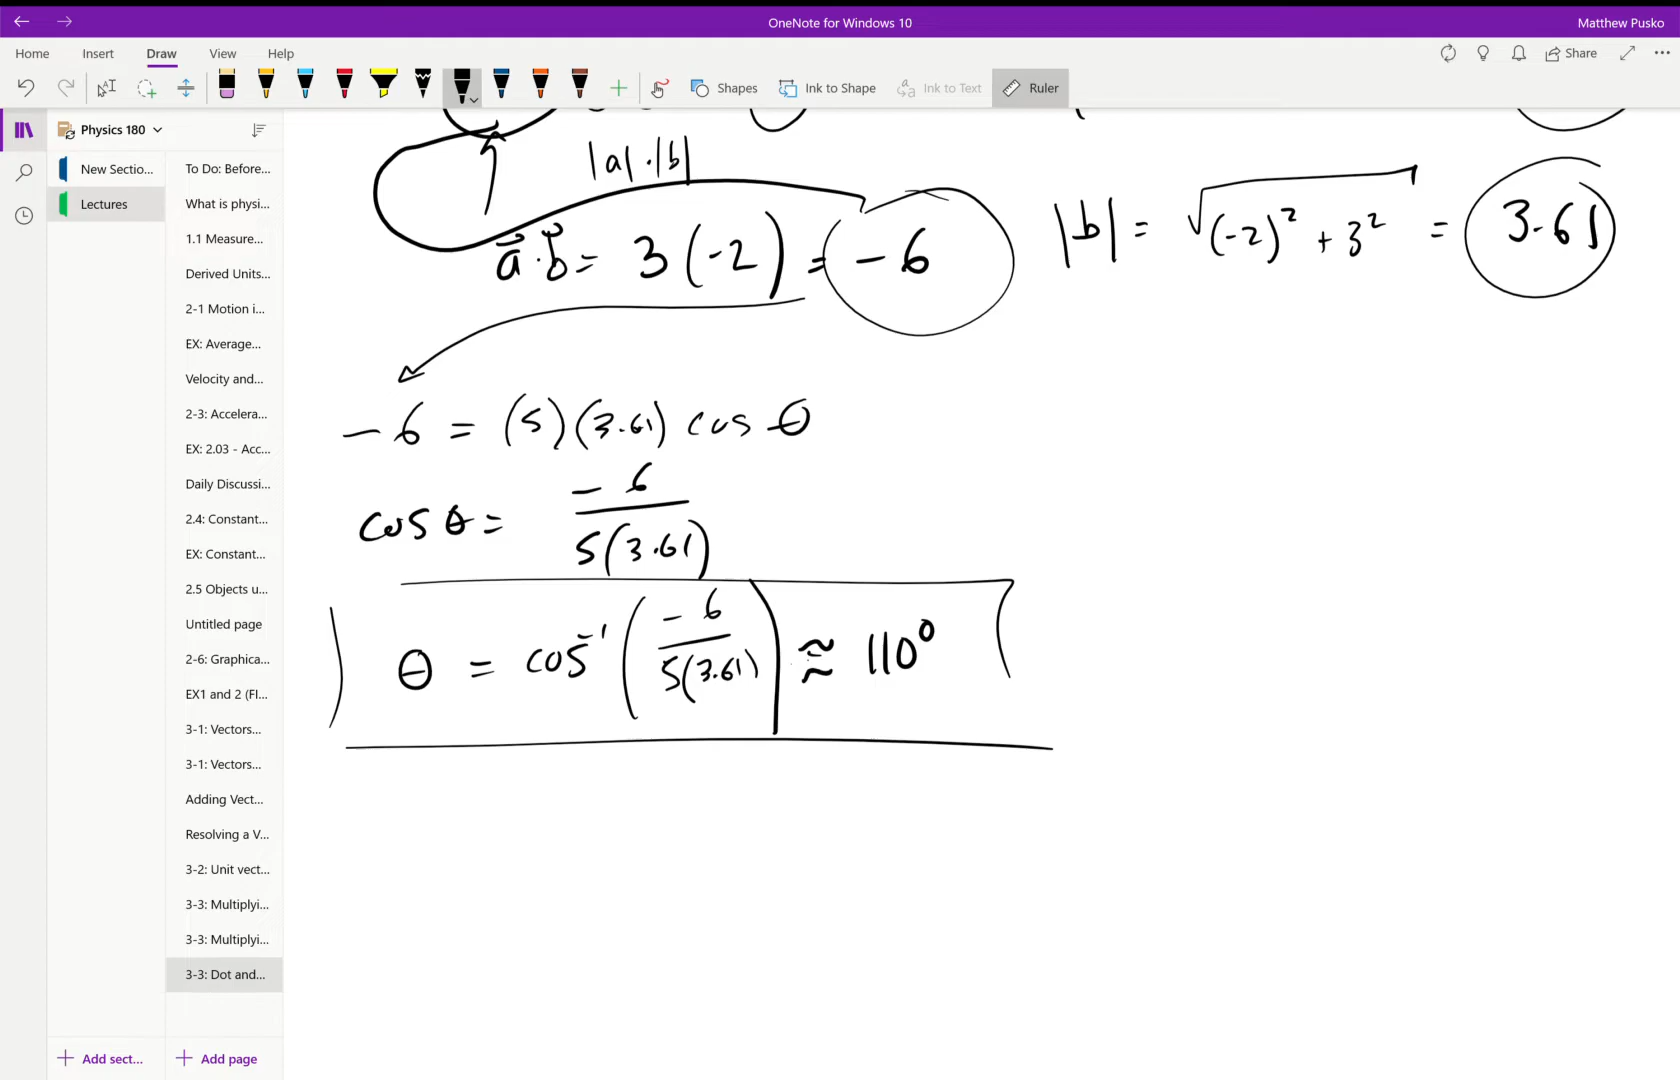 OneNote for Windows 10
Matthew Pusko
Home Insert Draw View Help
Share
Shapes Ink to Shape Ink to Text Ruler
Physics 180
New Sectio...
Lectures
To Do: Before...
What is physi...
1.1 Measure...
Derived Units...
2-1 Motion i...
EX: Average...
Velocity and...
2-3: Accelera...
EX: 2.03 - Acc...
Daily Discussi...
2.4: Constant...
EX: Constant...
2.5 Objects u...
Untitled page
2-6: Graphica...
EX1 and 2 (FI...
3-1: Vectors...
3-1: Vectors...
Adding Vect...
Resolving a V...
3-2: Unit vect...
3-3: Multiplyi...
3-3: Multiplyi...
3-3: Dot and...
Add sect...
Add page
|a| · |b|
a⃗ · b⃗ = 3 (-2) = -6
|b| = √(-2)² + 3² = 3.61
-6 = (5)(3.61) cos θ
cos θ = -6 / 5(3.61)
θ = cos⁻¹ (-6 / 5(3.61)) ≈ 110°